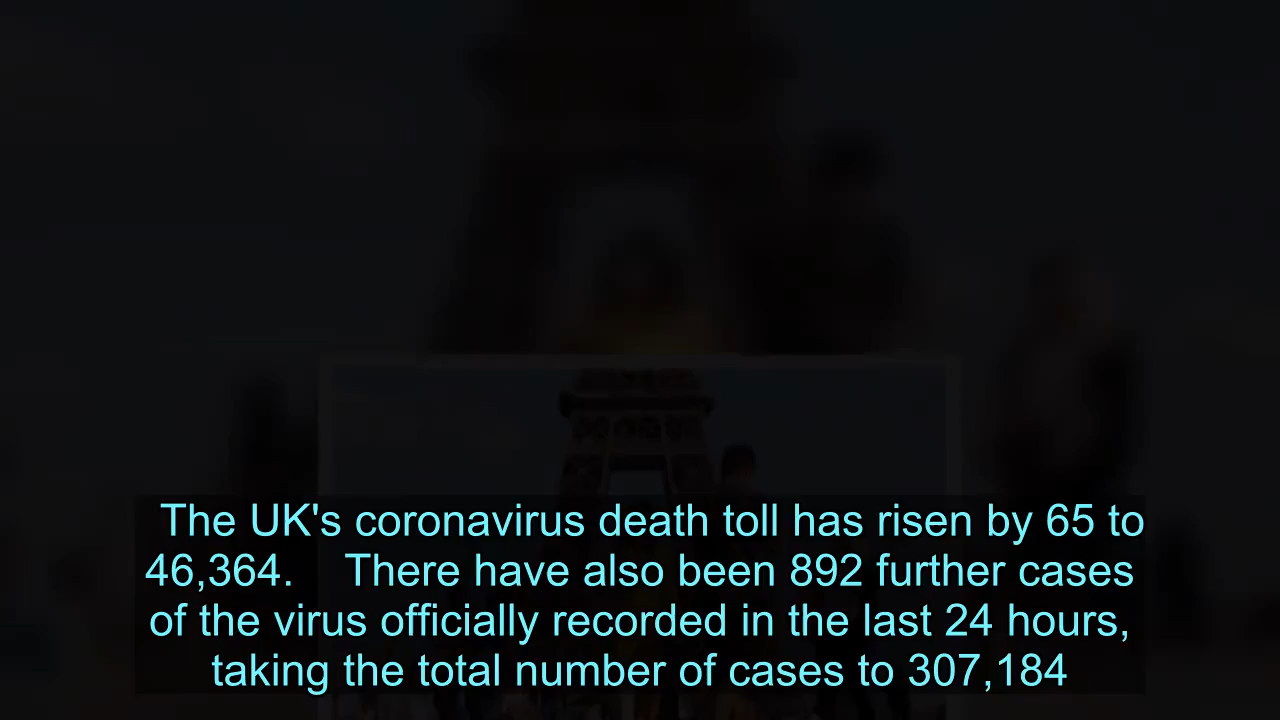 The UK's coronavirus death toll has risen by 65 to
46,364. There have also been 892 further cases
of the virus officially recorded in the last 24 hours,
taking the total number of cases to 307,184